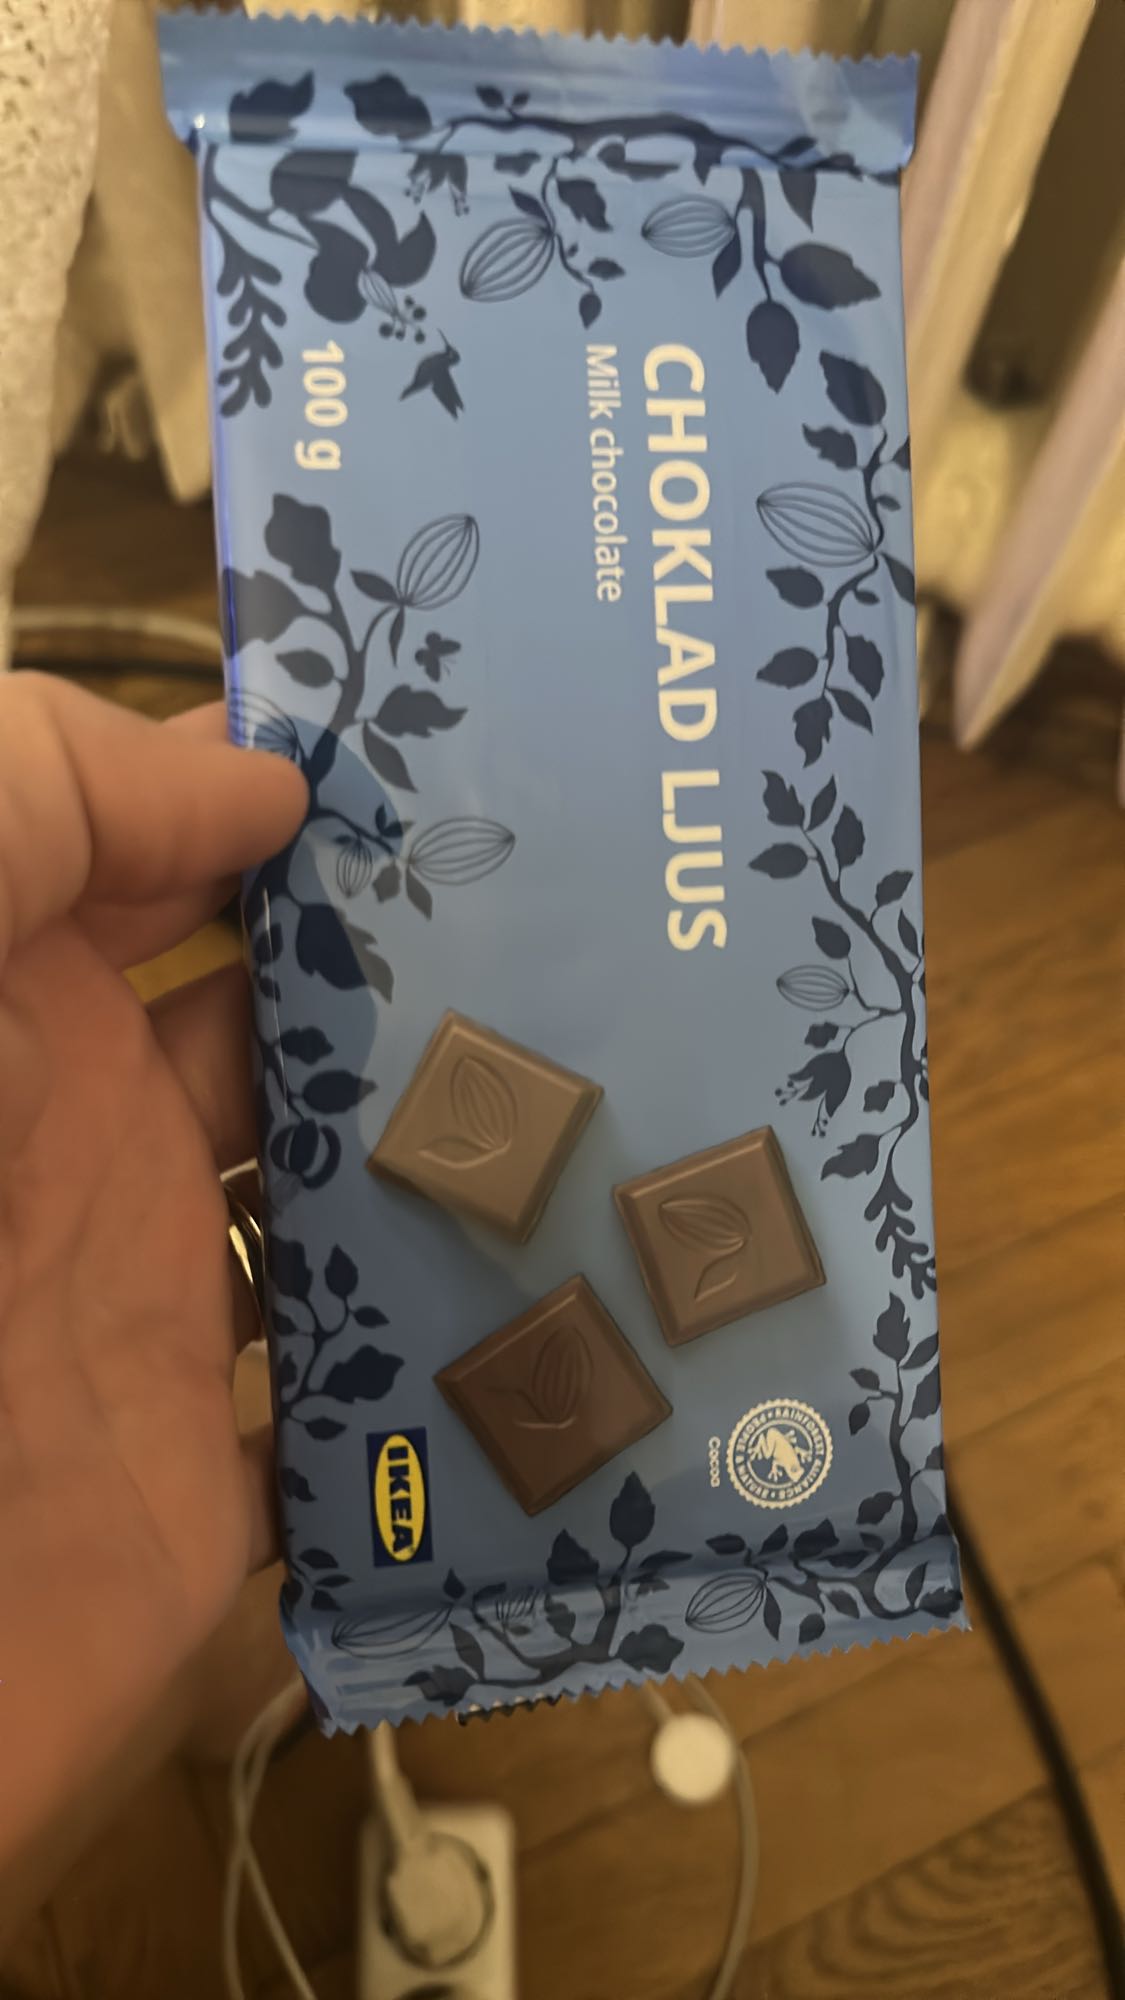 CHOKLAD LJUS
Milk chocolate
100 g
RAINFOREST ALLIANCE
PEOPLE & NATURE
COCOA
IKEA